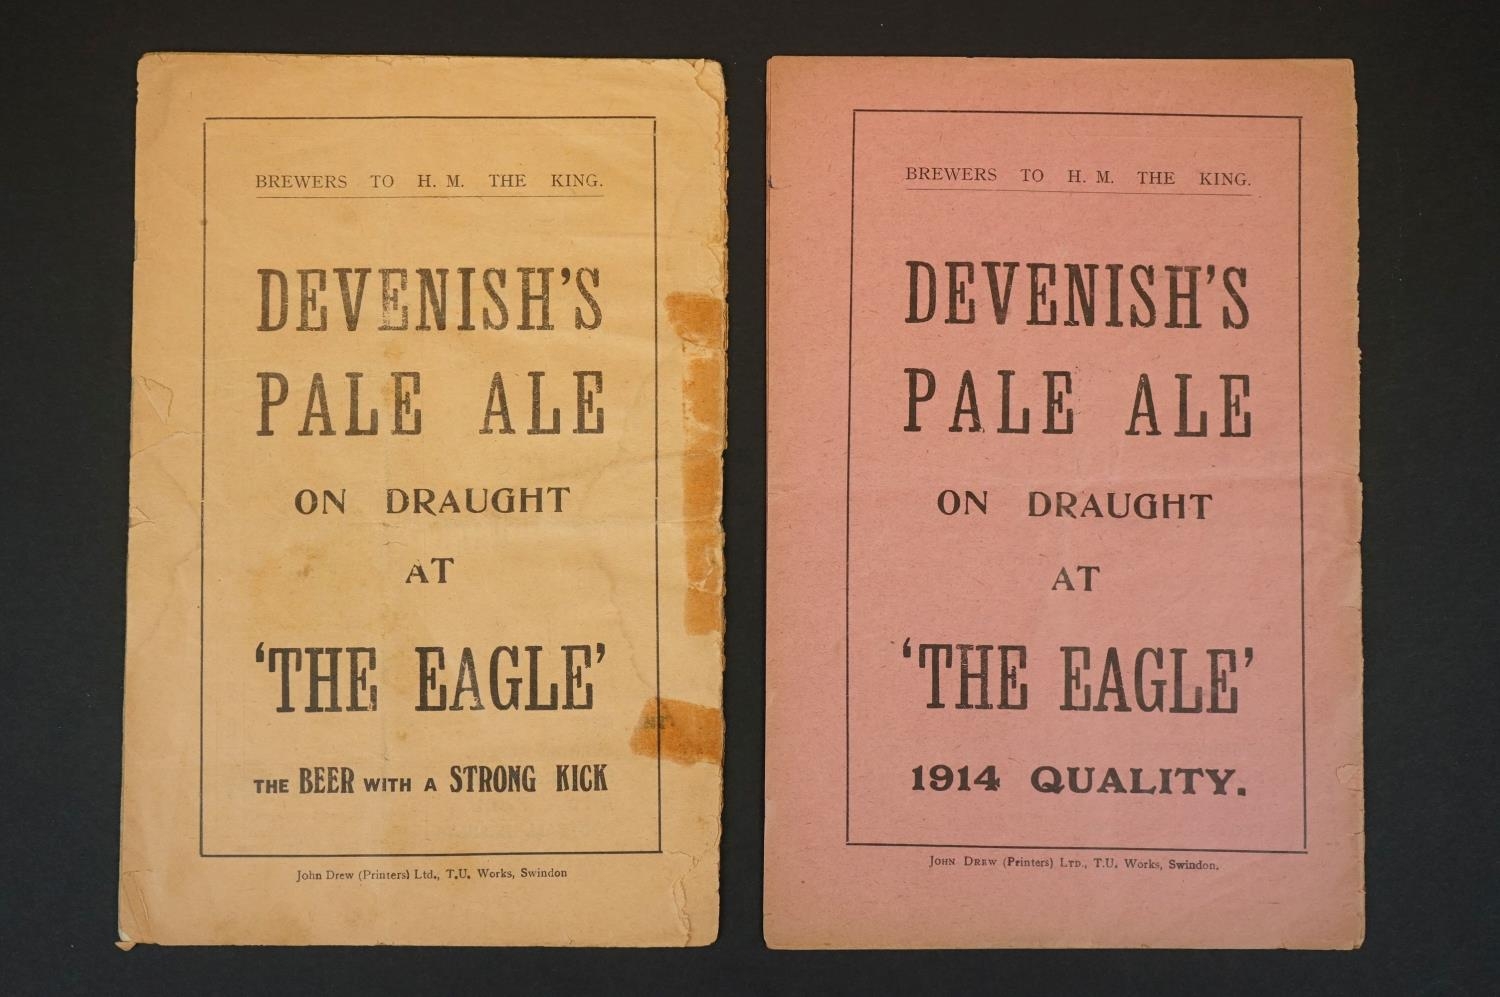 BREWERS TO H. M. THE KING.
DEVENISH'S
PALE ALE
ON DRAUGHT
AT
'THE EAGLE'
THE BEER WITH A STRONG KICK
John Drew (Printers) Ltd., T.U. Works, Swindon
BREWERS TO H. M. THE KING.
DEVENISH'S
PALE ALE
ON DRAUGHT
AT
'THE EAGLE'
1914 QUALITY.
JOHN DREW (Printers) LTD., T.U. Works, Swindon.